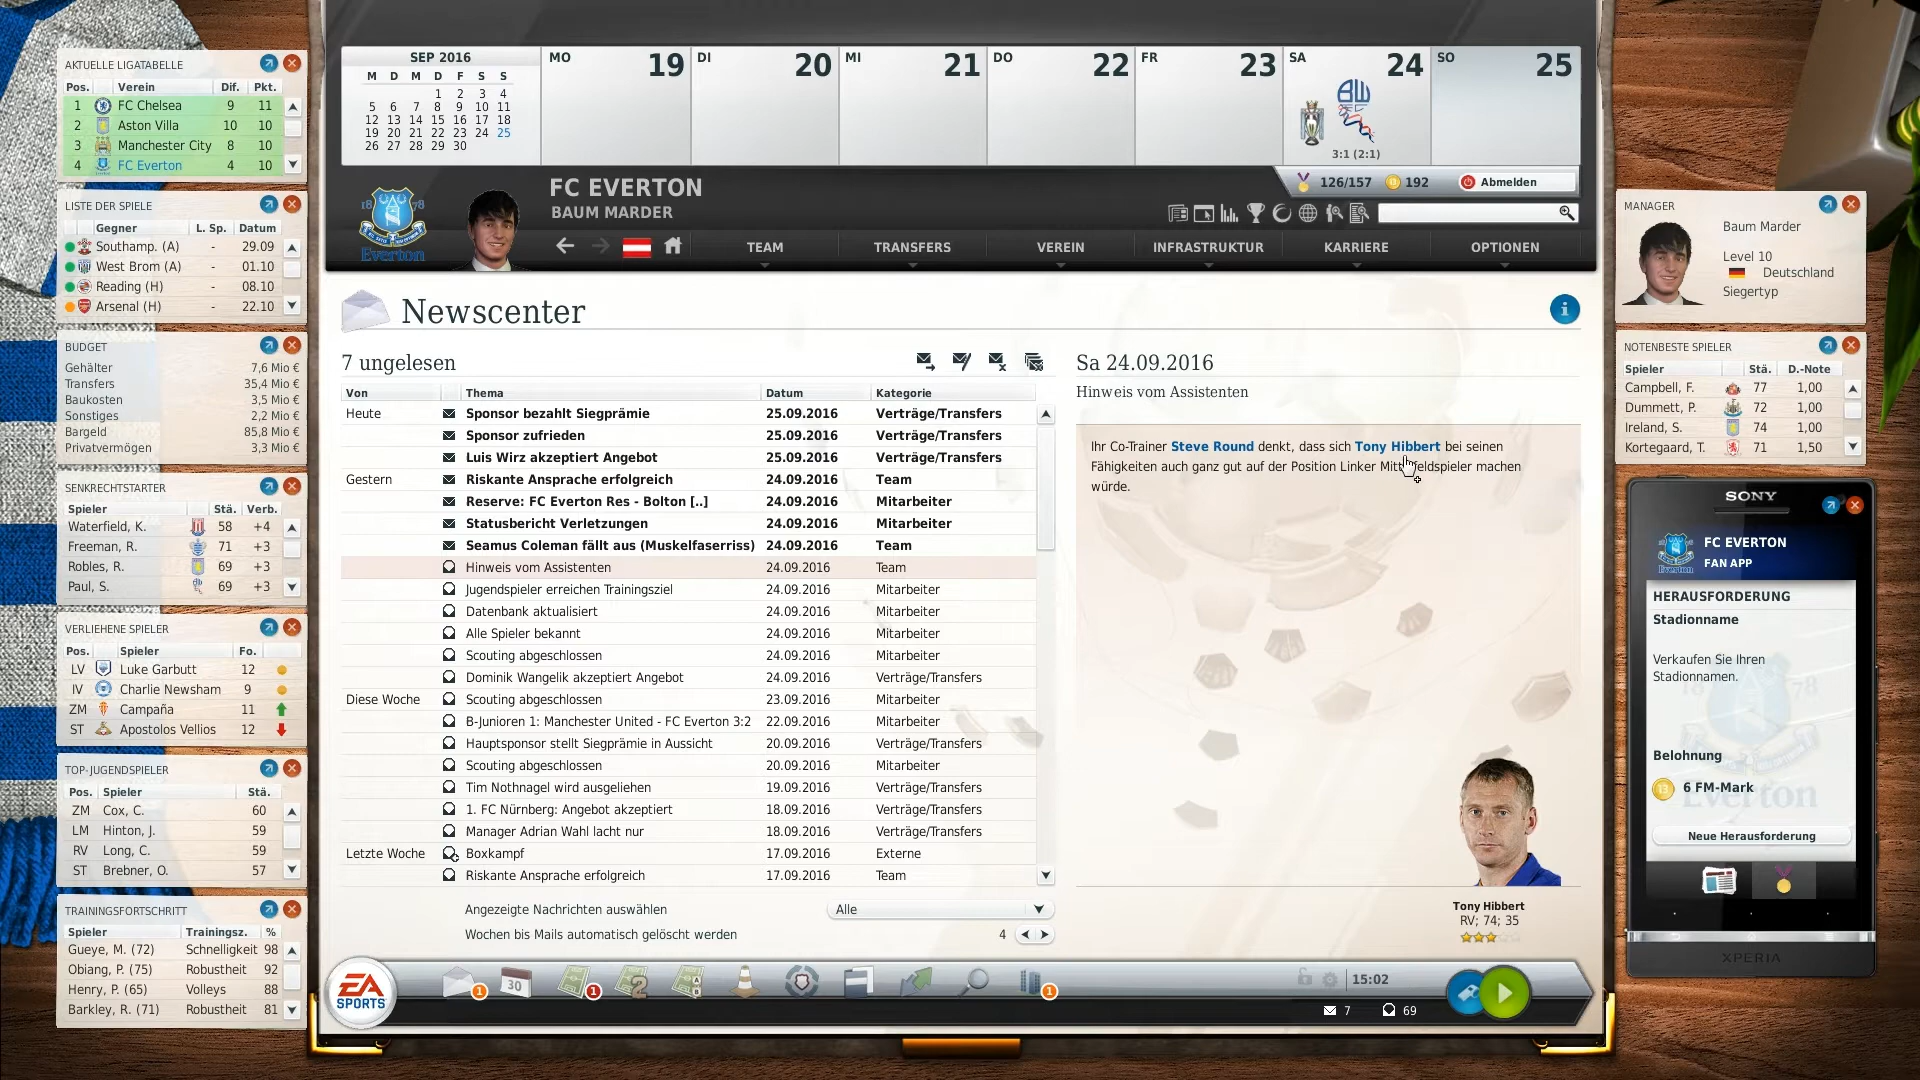 AKTUELLE LIGATABELLE
Pos. Verein Dif. Pkt.
1 FC Chelsea 9 11
2 Aston Villa 10 10
3 Manchester City 8 10
4 FC Everton 4 10
LISTE DER SPIELE
Gegner L. Sp. Datum
Southamp. (A) - 29.09
West Brom (A) - 01.10
Reading (H) - 08.10
Arsenal (H) - 22.10
BUDGET
Gehälter 7,6 Mio €
Transfers 35,4 Mio €
Baukosten 3,5 Mio €
Sonstiges 2,2 Mio €
Bargeld 85,8 Mio €
Privatvermögen 3,3 Mio €
SENKRECHTSTARTER
Spieler Stä. Verb.
Waterfield, K. 58 +4
Freeman, R. 71 +3
Robles, R. 69 +3
Paul, S. 69 +3
VERLIEHENE SPIELER
Pos. Spieler Fo.
LV Luke Garbutt 12
IV Charlie Newsham 9
ZM Campaña 11
ST Apostolos Vellios 12
TOP-JUGENDSPIELER
Pos. Spieler Stä.
ZM Cox, C. 60
LM Hinton, J. 59
RV Long, C. 59
ST Brebner, O. 57
TRAININGSFORTSCHRITT
Spieler Trainingsz. %
Gueye, M. (72) Schnelligkeit 98
Obiang, P. (75) Robustheit 92
Henry, P. (65) Volleys 88
Barkley, R. (71) Robustheit 81
SEP 2016
M D M D F S S
1 2 3 4
5 6 7 8 9 10 11
12 13 14 15 16 17 18
19 20 21 22 23 24 25
26 27 28 29 30
MO 19 DI 20 MI 21 DO 22 FR 23 SA 24 SO 25
3:1 (2:1)
18 78
Everton
FC EVERTON
BAUM MARDER
126/157 192 Abmelden
TEAM TRANSFERS VEREIN INFRASTRUKTUR KARRIERE OPTIONEN
Newscenter
7 ungelesen
Von Thema Datum Kategorie
Heute Sponsor bezahlt Siegprämie 25.09.2016 Verträge/Transfers
Sponsor zufrieden 25.09.2016 Verträge/Transfers
Luis Wirz akzeptiert Angebot 25.09.2016 Verträge/Transfers
Gestern Riskante Ansprache erfolgreich 24.09.2016 Team
Reserve: FC Everton Res - Bolton [..] 24.09.2016 Mitarbeiter
Statusbericht Verletzungen 24.09.2016 Mitarbeiter
Seamus Coleman fällt aus (Muskelfaserriss) 24.09.2016 Team
Hinweis vom Assistenten 24.09.2016 Team
Jugendspieler erreichen Trainingsziel 24.09.2016 Mitarbeiter
Datenbank aktualisiert 24.09.2016 Mitarbeiter
Alle Spieler bekannt 24.09.2016 Mitarbeiter
Scouting abgeschlossen 24.09.2016 Mitarbeiter
Dominik Wangelik akzeptiert Angebot 24.09.2016 Verträge/Transfers
Diese Woche Scouting abgeschlossen 23.09.2016 Mitarbeiter
B-Junioren 1: Manchester United - FC Everton 3:2 22.09.2016 Mitarbeiter
Hauptsponsor stellt Siegprämie in Aussicht 20.09.2016 Verträge/Transfers
Scouting abgeschlossen 20.09.2016 Mitarbeiter
Tim Nothnagel wird ausgeliehen 19.09.2016 Verträge/Transfers
1. FC Nürnberg: Angebot akzeptiert 18.09.2016 Verträge/Transfers
Manager Adrian Wahl lacht nur 18.09.2016 Verträge/Transfers
Letzte Woche Boxkampf 17.09.2016 Externe
Riskante Ansprache erfolgreich 17.09.2016 Team
Angezeigte Nachrichten auswählen Alle
Wochen bis Mails automatisch gelöscht werden 4
Sa 24.09.2016
Hinweis vom Assistenten
Ihr Co-Trainer Steve Round denkt, dass sich Tony Hibbert bei seinen
Fähigkeiten auch ganz gut auf der Position Linker Mittelfeldspieler machen
würde.
Tony Hibbert
RV; 74; 35
EA
SPORTS
1 30 1 2 1
15:02
7 69
MANAGER
Baum Marder
Level 10
Deutschland
Siegertyp
NOTENBESTE SPIELER
Spieler Stä. D.-Note
Campbell, F. 77 1,00
Dummett, P. 72 1,00
Ireland, S. 74 1,00
Kortegaard, T. 71 1,50
SONY
FC EVERTON
FAN APP
Everton
HERAUSFORDERUNG
Stadionname
Verkaufen Sie Ihren
Stadionnamen.
Belohnung
13 6 FM-Mark
Neue Herausforderung
XPERIA